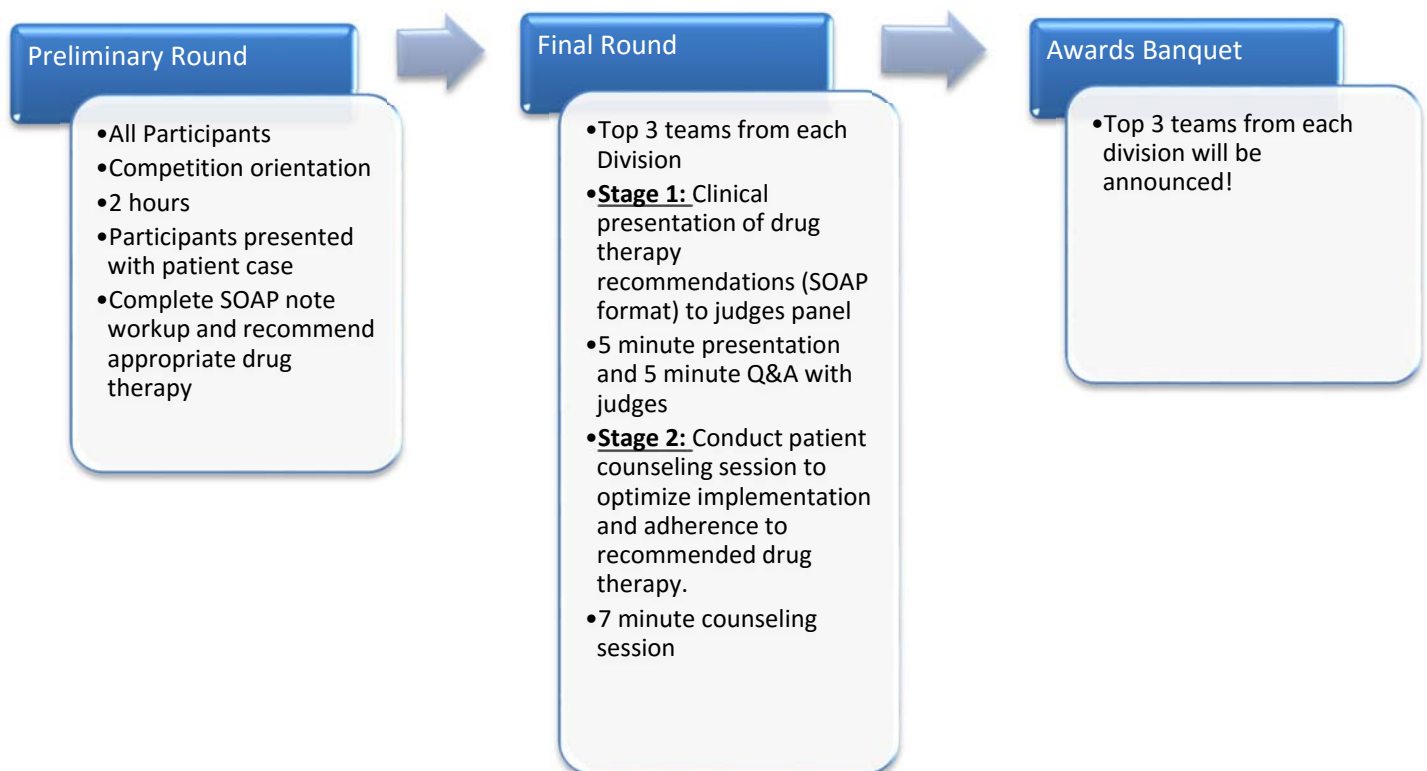 Preliminary Round
•All Participants
•Competition orientation
•2 hours
•Participants presented
with patient case
•Complete SOAP note
workup and recommend
appropriate drug
therapy
Final Round
•Top 3 teams from each
Division
•Stage 1: Clinical
presentation of drug
therapy
recommendations (SOAP
format) to judges panel
•5 minute presentation
and 5 minute Q&A with
judges
•Stage 2: Conduct patient
counseling session to
optimize implementation
and adherence to
recommended drug
therapy.
•7 minute counseling
session
Awards Banquet
•Top 3 teams from each
division will be
announced!